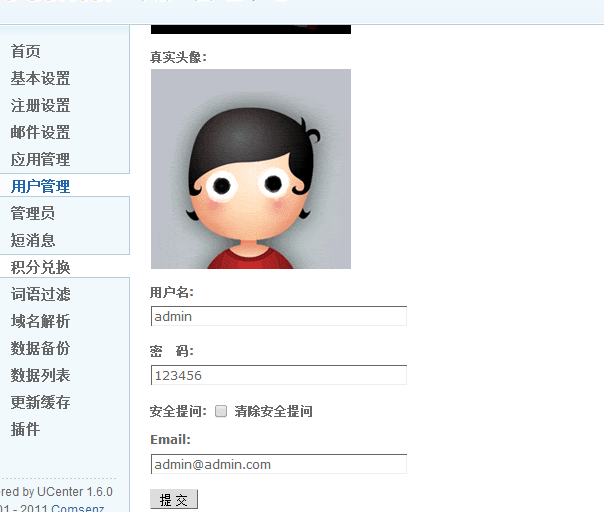 首页
基本设置
注册设置
邮件设置
应用管理
用户管理
管理员
短消息
积分兑换
词语过滤
域名解析
数据备份
数据列表
更新缓存
插件
ered by UCenter 1.6.0
01 - 2011 Comsenz
真实头像:
用户名:
admin
密 码:
123456
安全提问: 清除安全提问
Email:
admin@admin.com
提 交